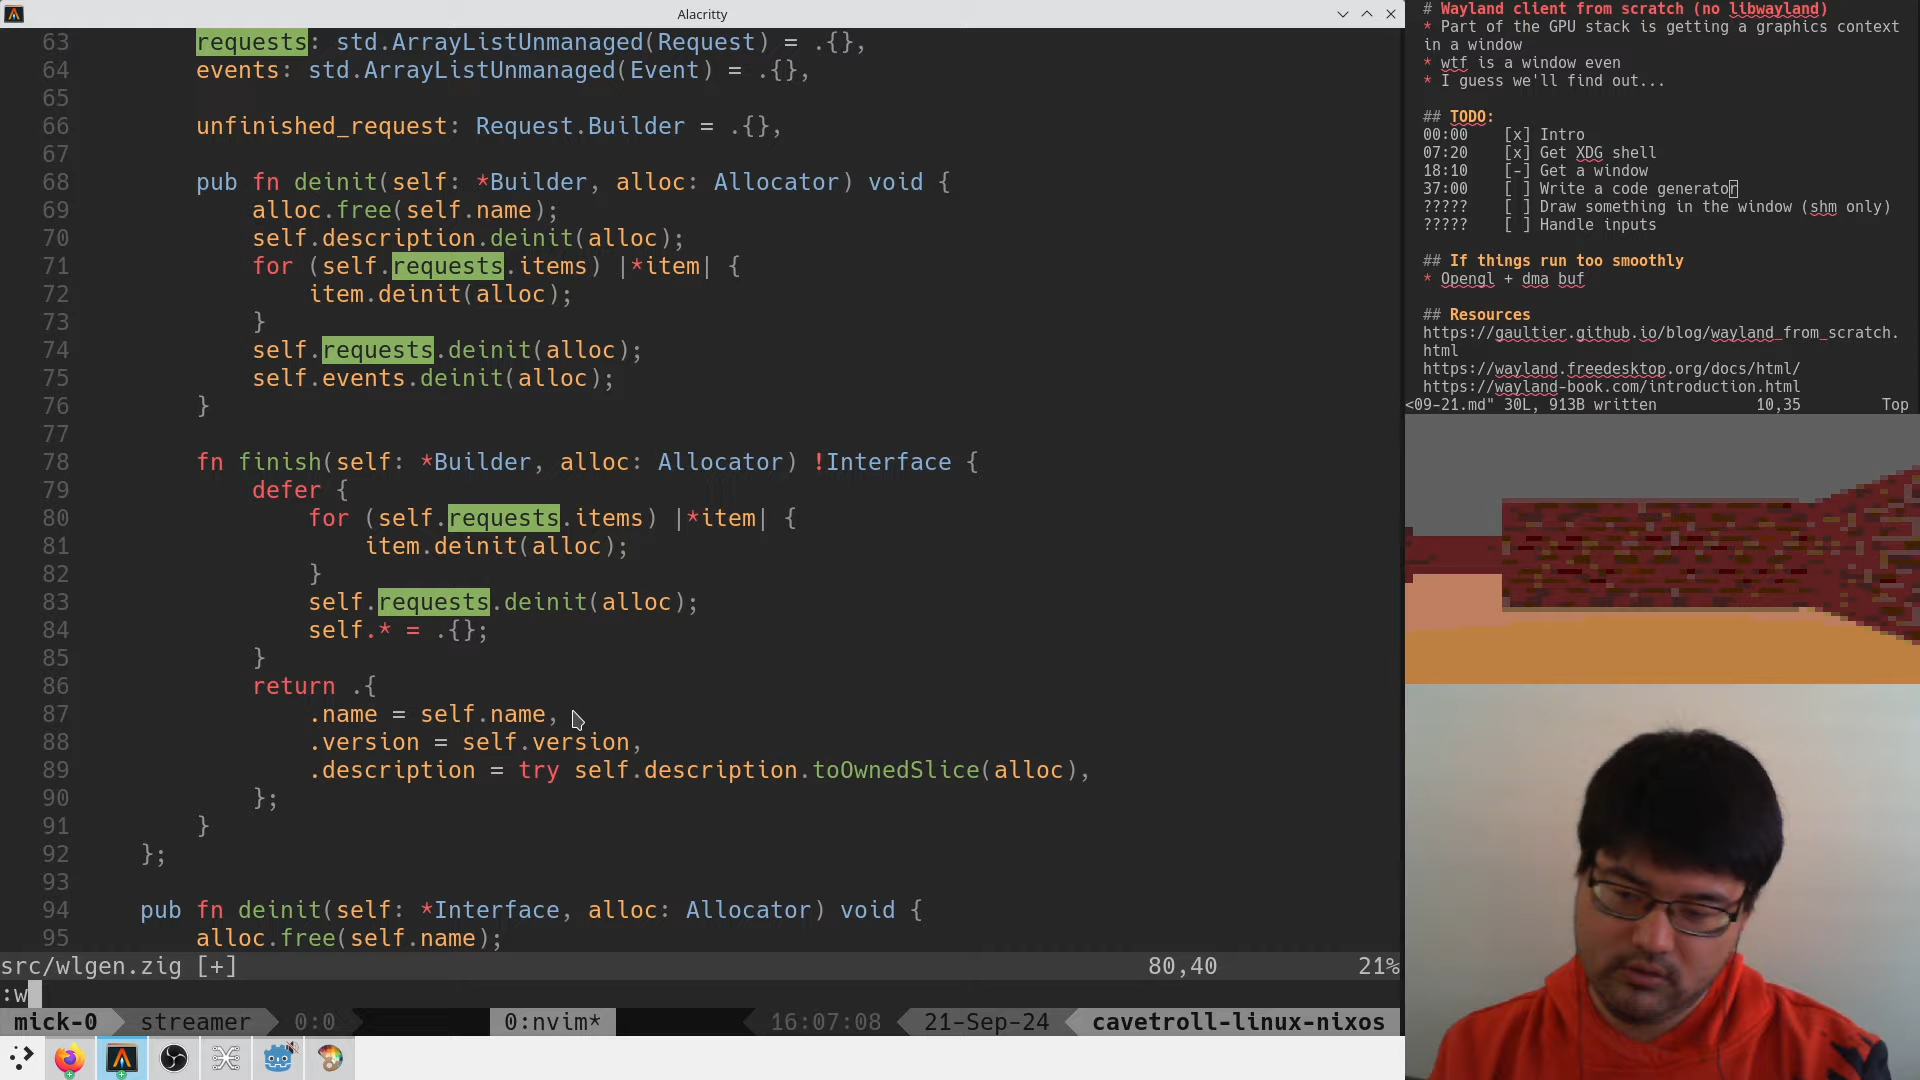 Alacritty
63 requests: std.ArrayListUnmanaged(Request) = .{},
64 events: std.ArrayListUnmanaged(Event) = .{},
65
66 unfinished_request: Request.Builder = .{},
67
68 pub fn deinit(self: *Builder, alloc: Allocator) void {
69 alloc.free(self.name);
70 self.description.deinit(alloc);
71 for (self.requests.items) |*item| {
72 item.deinit(alloc);
73 }
74 self.requests.deinit(alloc);
75 self.events.deinit(alloc);
76 }
77
78 fn finish(self: *Builder, alloc: Allocator) !Interface {
79 defer {
80 for (self.requests.items) |*item| {
81 item.deinit(alloc);
82 }
83 self.requests.deinit(alloc);
84 self.* = .{};
85 }
86 return .{
87 .name = self.name,
88 .version = self.version,
89 .description = try self.description.toOwnedSlice(alloc),
90 };
91 }
92 };
93
94 pub fn deinit(self: *Interface, alloc: Allocator) void {
95 alloc.free(self.name);
src/wlgen.zig [+] 80,40 21%
:w
mick-0 streamer 0:0 0:nvim* 16:07:08 21-Sep-24 cavetroll-linux-nixos
# Wayland client from scratch (no libwayland)
* Part of the GPU stack is getting a graphics context
in a window
* wtf is a window even
* I guess we'll find out...
## TODO:
00:00 [x] Intro
07:20 [x] Get XDG shell
18:10 [-] Get a window
37:00 [ ] Write a code generator
????? [ ] Draw something in the window (shm only)
????? [ ] Handle inputs
## If things run too smoothly
* Opengl + dma buf
## Resources
https://gaultier.github.io/blog/wayland_from_scratch.
html
https://wayland.freedesktop.org/docs/html/
https://wayland-book.com/introduction.html
<09-21.md" 30L, 913B written 10,35 Top